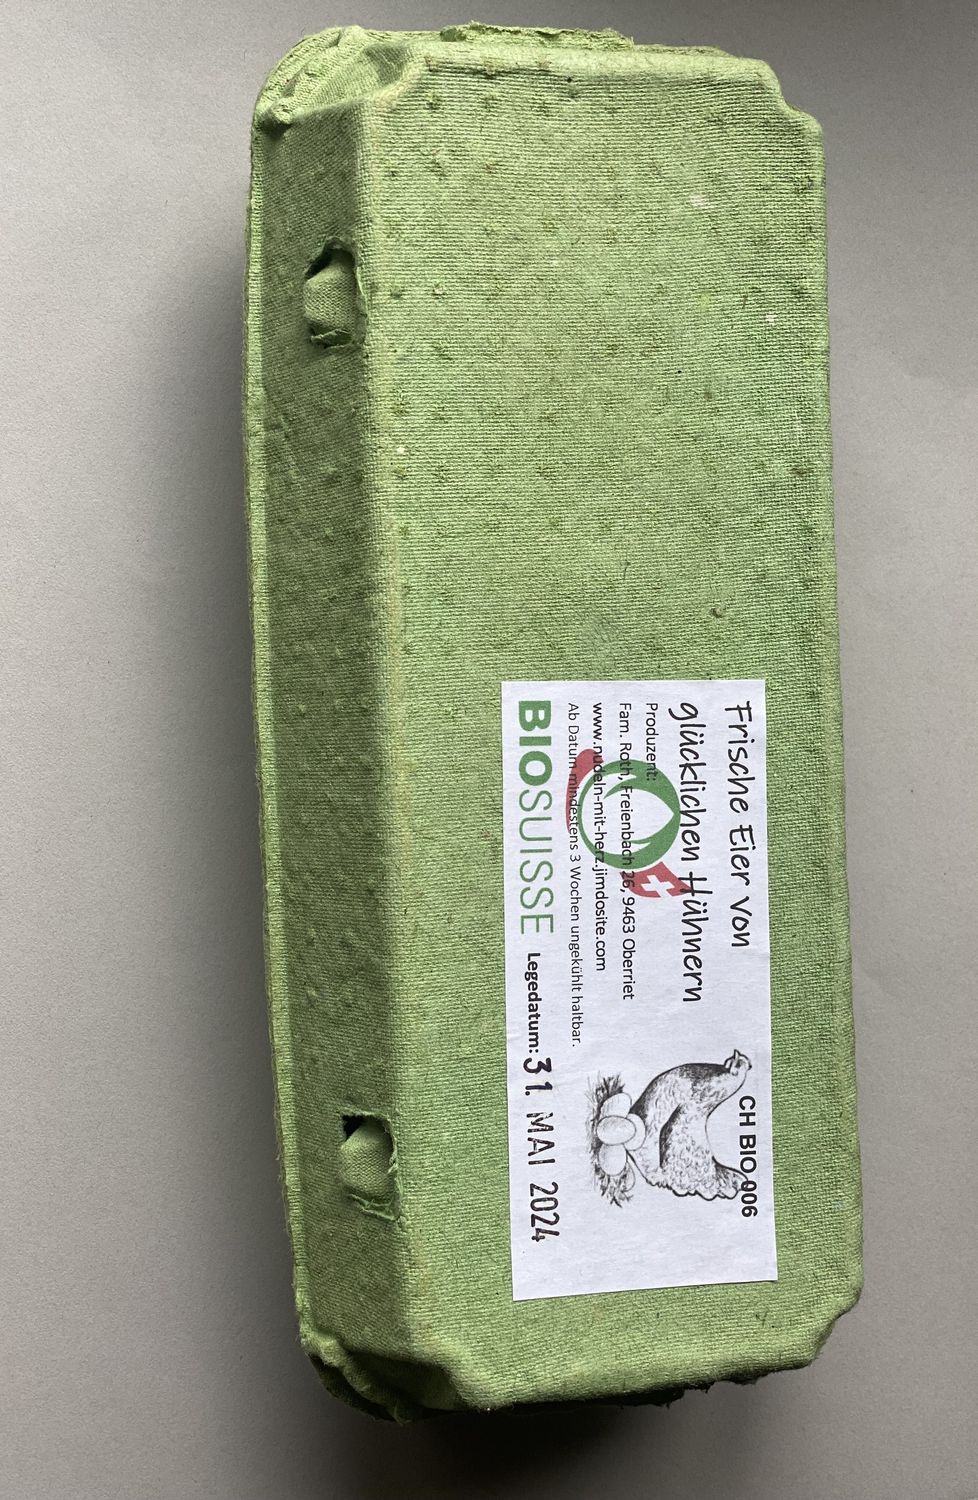 Frische Eier von
glücklichen Hühnern
CH BIO 006
Produzent:
Fam. Roth, Freienbach 26, 9463 Oberriet
www.nudeln-mit-herz.jimdosite.com
Ab Datum mindestens 3 Wochen ungekühlt haltbar.
BIOSUISSE
Legedatum: 31. MAI 2024